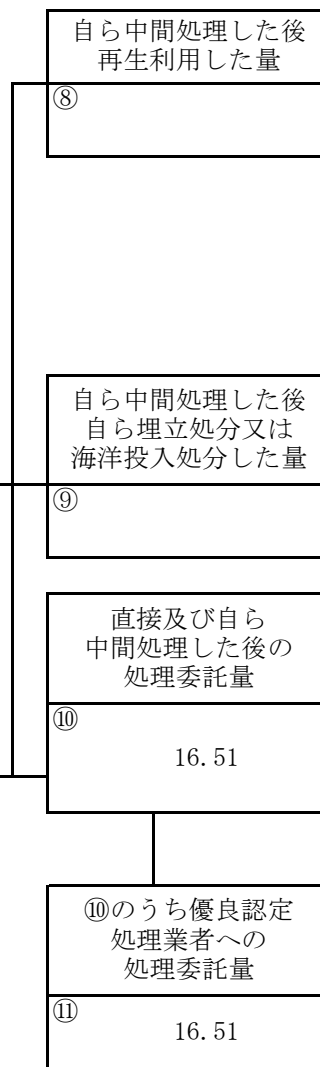 自ら中間処理した後
再生利用した量
⑧
自ら中間処理した後
自ら埋立処分又は
海洋投入処分した量
⑨
直接及び自ら
中間処理した後の
処理委託量
⑩
16.51
⑩のうち優良認定
処理業者への
処理委託量
⑪
16.51